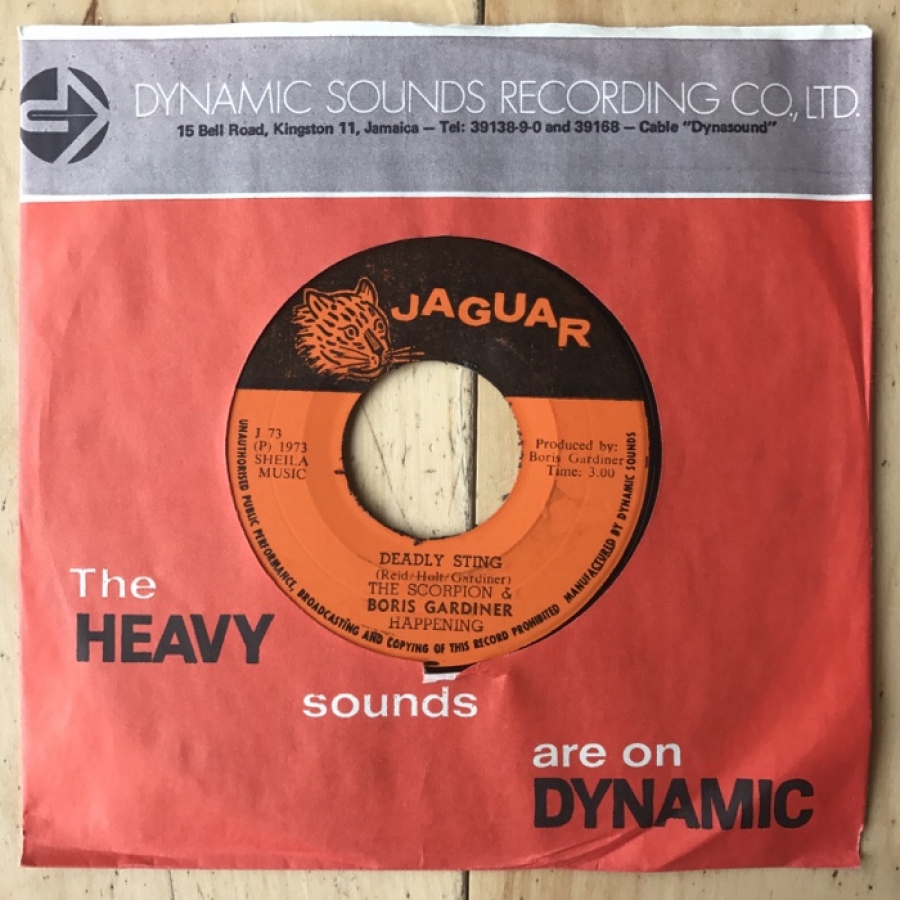 DYNAMIC SOUNDS RECORDING CO., LTD.
15 Bell Road, Kingston 11, Jamaica — Tel: 39138-9-0 and 39168 — Cable "Dynasound"
JAGUAR
J 73
(P) 1973
SHEILA
MUSIC
Produced by:
Boris Gardiner
Time: 3.00
DEADLY STING
(Reid/Holt/Gardiner)
THE SCORPION &
BORIS GARDINER
HAPPENING
UNAUTHORISED PUBLIC PERFORMANCE, BROADCASTING AND COPYING OF THIS RECORD PROHIBITED MANUFACTURED BY DYNAMIC SOUNDS
The
HEAVY
sounds
are on
DYNAMIC